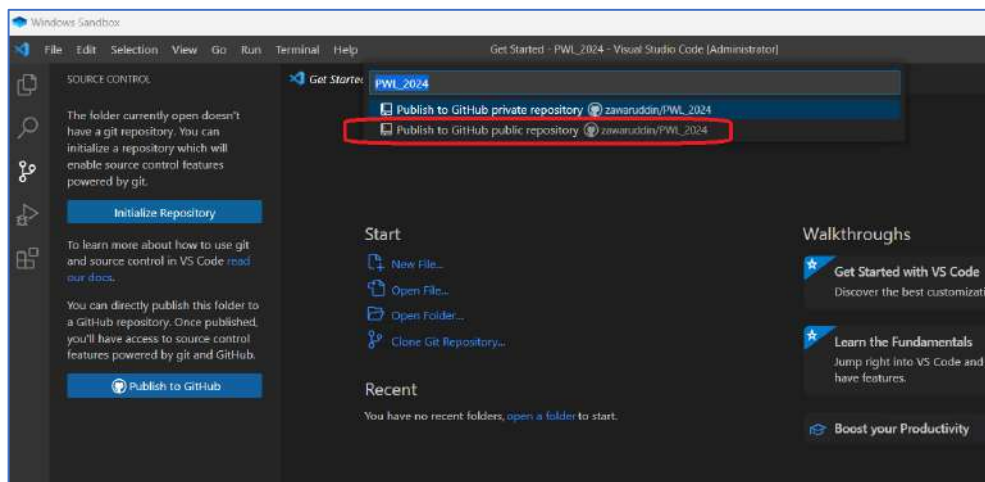 Windows Sandbox
File Edit Selection View Go Run Terminal Help
Get Started - PWL_2024 - Visual Studio Code [Administrator]
SOURCE CONTROL
The folder currently open doesn't
have a git repository. You can
initialize a repository which will
enable source control features
powered by git.
Initialize Repository
To learn more about how to use git
and source control in VS Code read
our docs.
You can directly publish this folder to
a GitHub repository. Once published,
you'll have access to source control
features powered by git and GitHub.
Publish to GitHub
Get Started
PWL_2024
Publish to GitHub private repository zawaruddin/PWL_2024
Publish to GitHub public repository zawaruddin/PWL_2024
Start
New File...
Open File...
Open Folder...
Clone Git Repository...
Recent
You have no recent folders, open a folder to start.
Walkthroughs
Get Started with VS Code
Discover the best customizati
Learn the Fundamentals
Jump right into VS Code and
have features.
Boost your Productivity